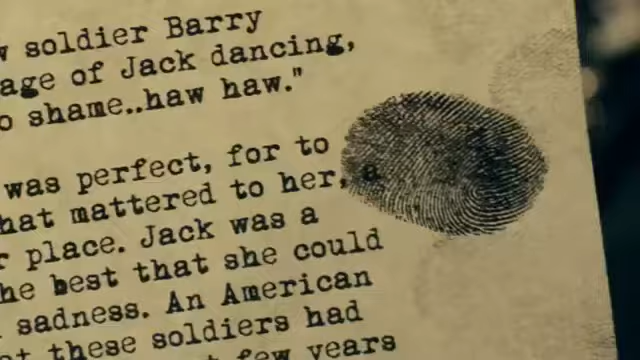 soldier Barry
age of Jack dancing,
o shame..haw haw."
was perfect, for to
hat mattered to her, a
r place. Jack was a
he best that she could
sadness. An American
at these soldiers had
few years